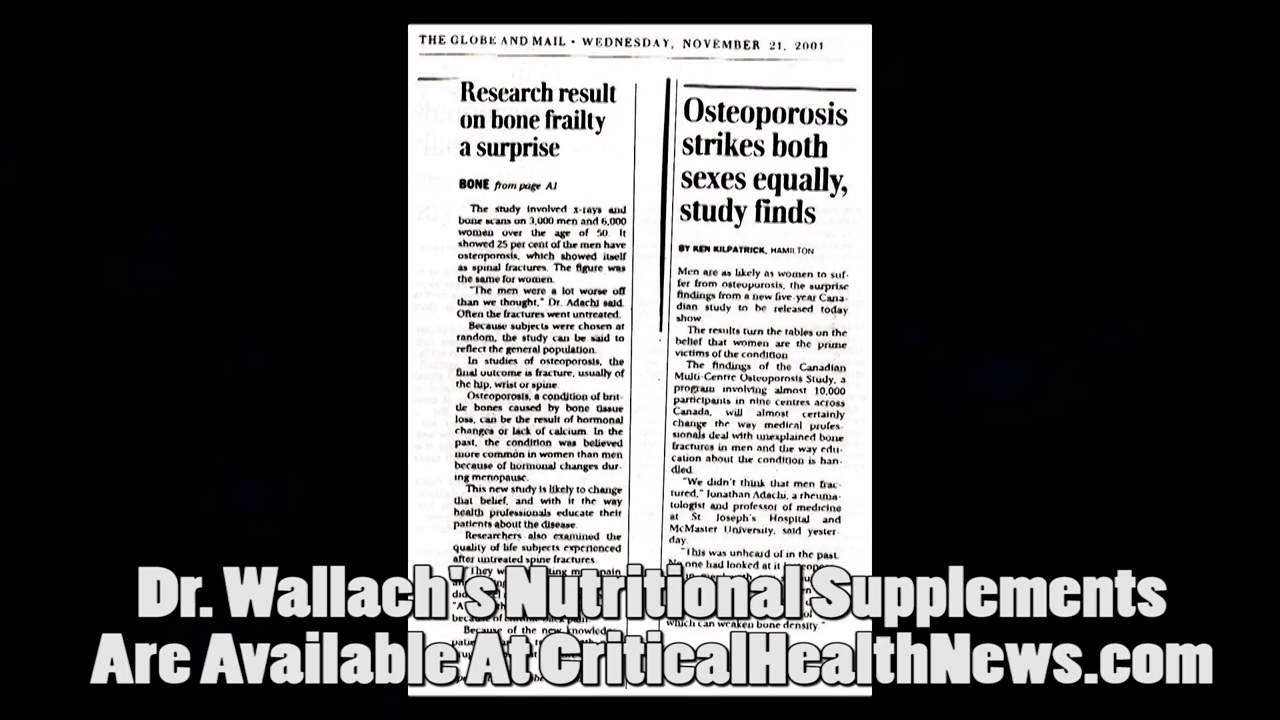 THE GLOBE AND MAIL • WEDNESDAY, NOVEMBER 21, 2001
Research result
on bone frailty
a surprise
BONE from page A1
The study involved x-rays and
bone scans on 3,000 men and 6,000
women over the age of 50. It
showed 25 per cent of the men have
osteoporosis, which showed itself
as spinal fractures. The figure was
the same for women.
"The men were a lot worse off
than we thought," Dr. Adachi said.
Often the fractures went untreated.
Because subjects were chosen at
random, the study can be said to
reflect the general population.
In studies of osteoporosis, the
final outcome is fracture, usually of
the hip, wrist or spine.
Osteoporosis, a condition of brit-
tle bones caused by bone tissue
loss, can be the result of hormonal
changes or lack of calcium. In the
past, the condition was believed
more common in women than men
because of hormonal changes dur-
ing menopause.
This new study is likely to change
that belief, and with it the way
health professionals educate their
patients about the disease.
Researchers also examined the
quality of life subjects experienced
after untreated spine fractures.
"They
pain
because of chronic back pain.
Because of the new
Osteoporosis
strikes both
sexes equally,
study finds
BY KEN KILPATRICK, HAMILTON
Men are as likely as women to suf-
fer from osteoporosis, the surprise
findings from a new five-year Cana-
dian study to be released today
show.
The results turn the tables on the
belief that women are the prime
victims of the condition.
The findings of the Canadian
Multi-Centre Osteoporosis Study, a
program involving almost 10,000
participants in nine centres across
Canada, will almost certainly
change the way medical profes-
sionals deal with unexplained bone
fractures in men and the way edu-
cation about the condition is han-
dled.
"We didn't think that men frac-
tured," Jonathan Adachi, a rheuma-
tologist and professor of medicine
at St. Joseph's Hospital and
McMaster University, said yester-
day.
"This was unheard of in the past.
No one had looked at it
which can weaken bone density."
Dr. Wallach's Nutritional Supplements
Are Available At CriticalHealthNews.com